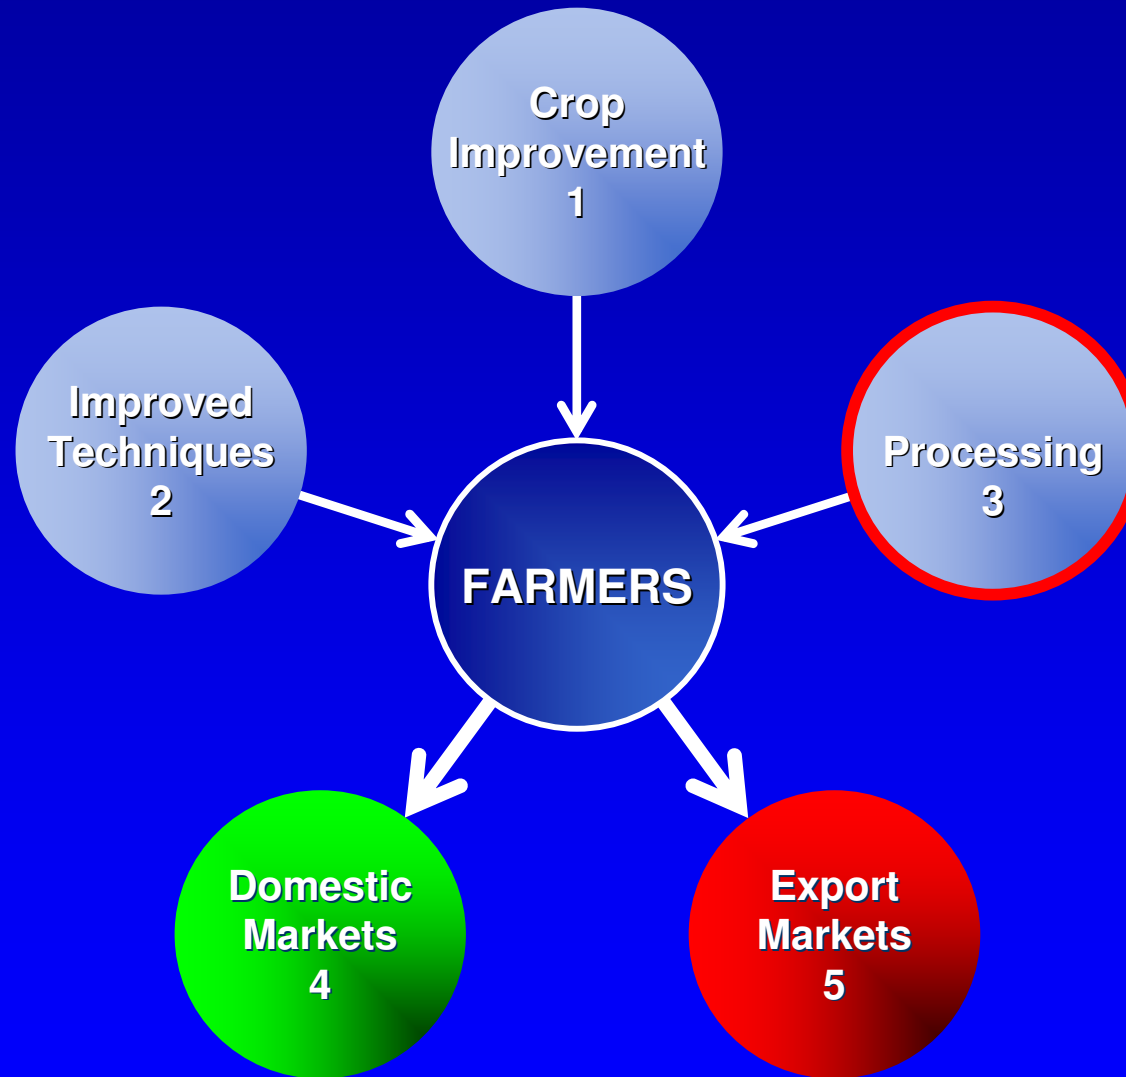 Crop
Improvement
1
Improved
Techniques
2
Processing
3
FARMERS
Domestic
Markets
4
Export
Markets
5